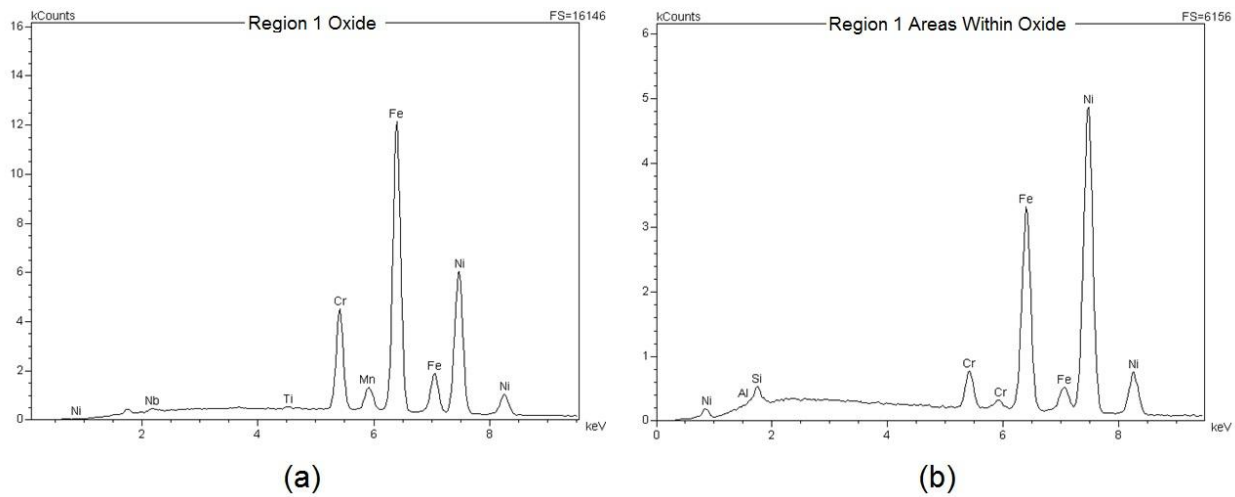 kCounts Region 1 Oxide FS=16146
16
14
12
10
8
6
4
2
0
Ni Nb Ti Cr Mn Fe Fe Ni Ni
2 4 6 8 keV
(a)
kCounts Region 1 Areas Within Oxide FS=6156
6
5
4
3
2
1
0
Ni Al Si Cr Cr Fe Fe Ni Ni
0 2 4 6 8 keV
(b)